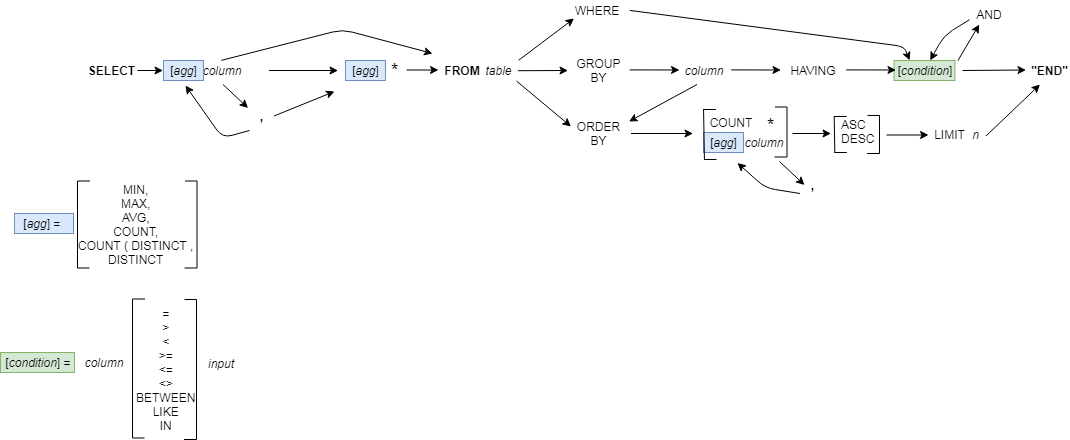 WHERE
AND
SELECT [agg] column [agg] * FROM table
GROUP
BY
column HAVING [condition] "END"
,
ORDER
BY
COUNT *
[agg] column
ASC
DESC
LIMIT n
,
[agg] =
MIN,
MAX,
AVG,
COUNT,
COUNT ( DISTINCT ,
DISTINCT
[condition] = column
=
>
<
>=
<=
<>
BETWEEN
LIKE
IN
input